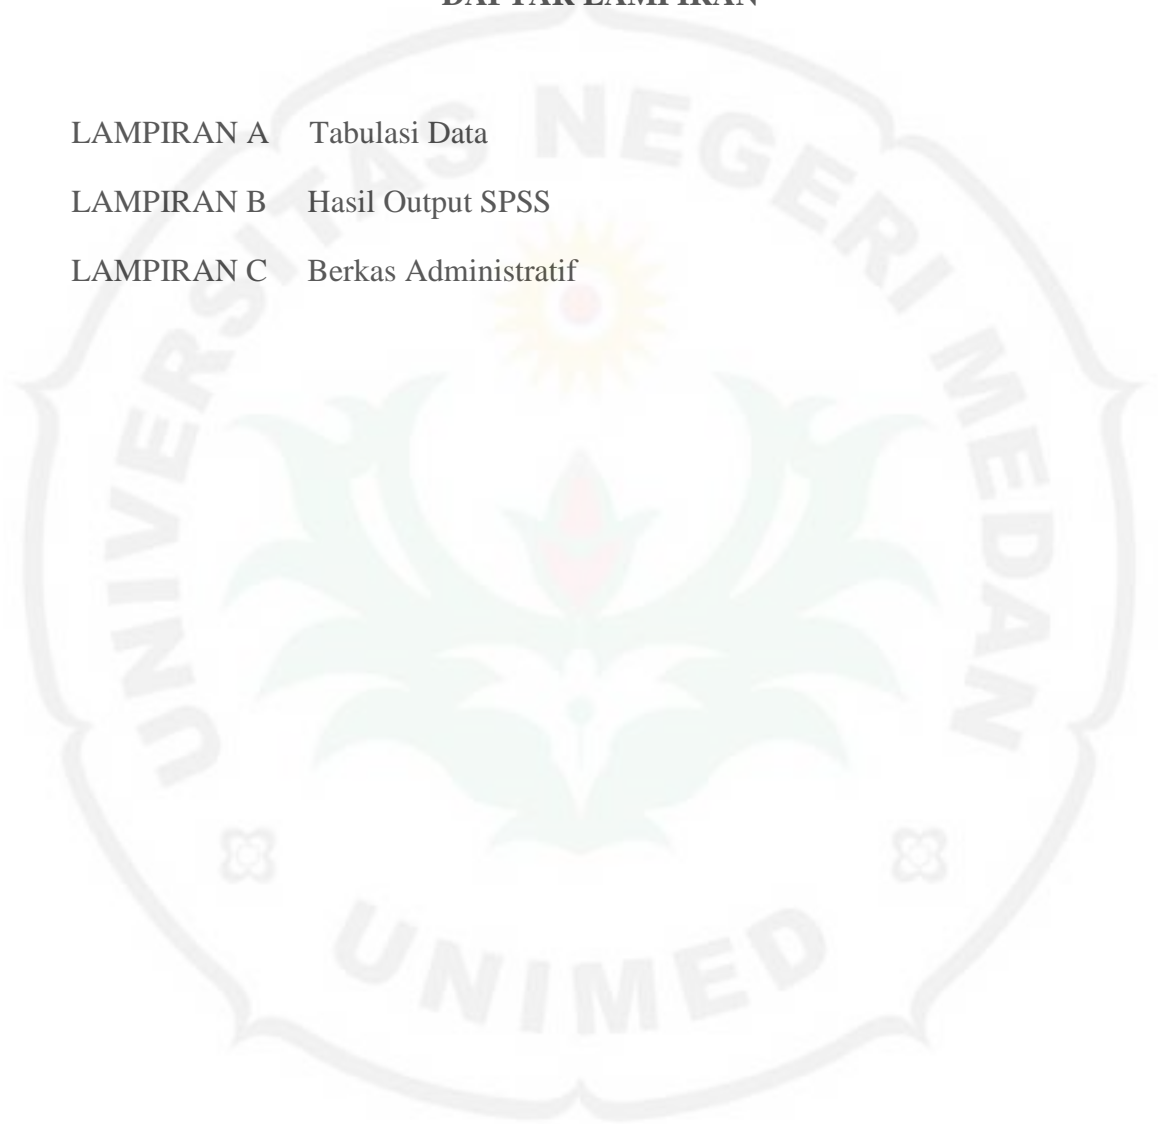 DAFTAR LAMPIRAN
LAMPIRAN A Tabulasi Data
LAMPIRAN B Hasil Output SPSS
LAMPIRAN C Berkas Administratif
UNIVERSITAS NEGERI MEDAN
UNIMED